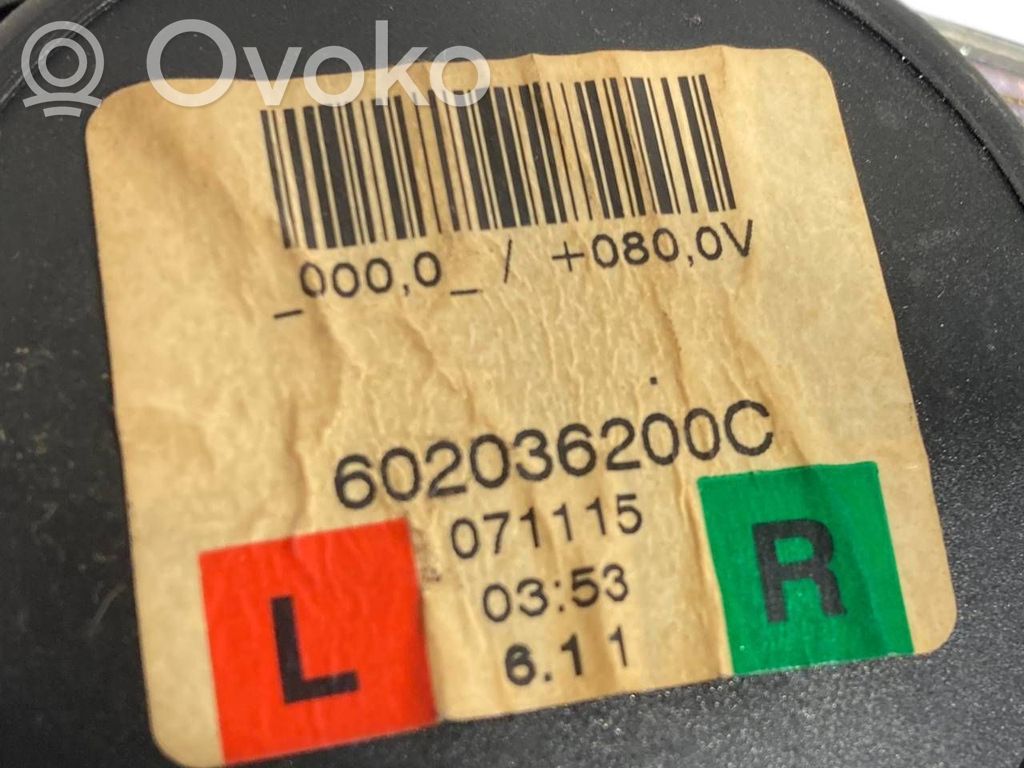 Ovoko
_000,0_ / +080,0V
602036200C
071115
03:53
6.11
L
R